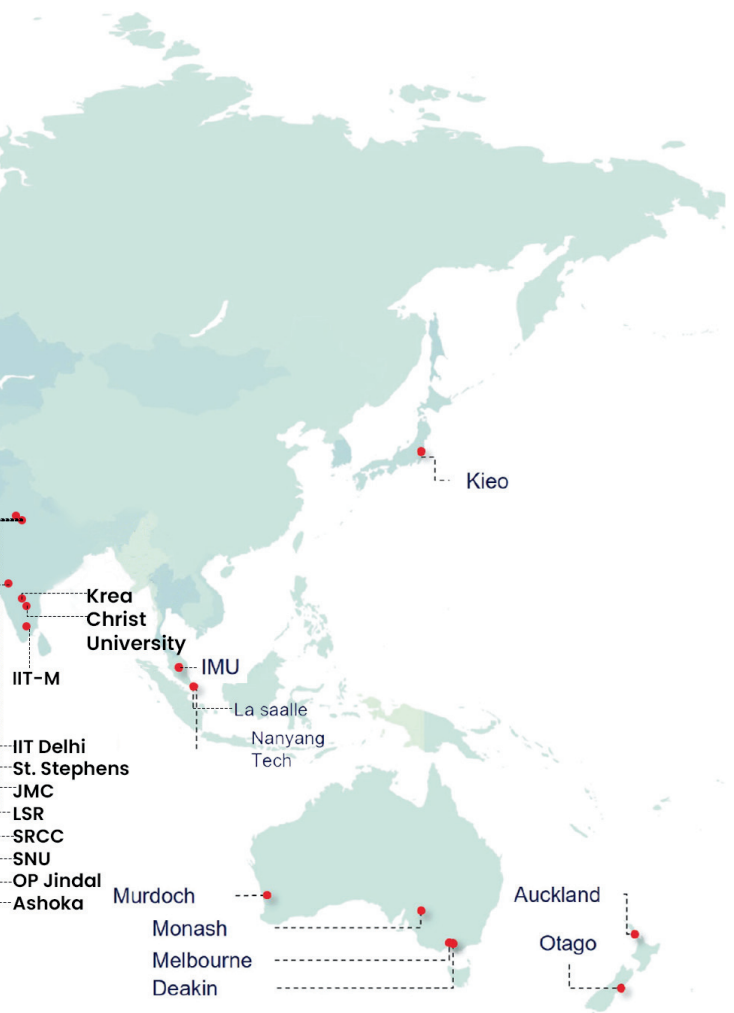 Kieo
Krea
Christ
University
IMU
IIT-M
La saalle
Nanyang
Tech
IIT Delhi
St. Stephens
JMC
LSR
SRCC
SNU
OP Jindal
Ashoka
Murdoch
Monash
Melbourne
Deakin
Auckland
Otago